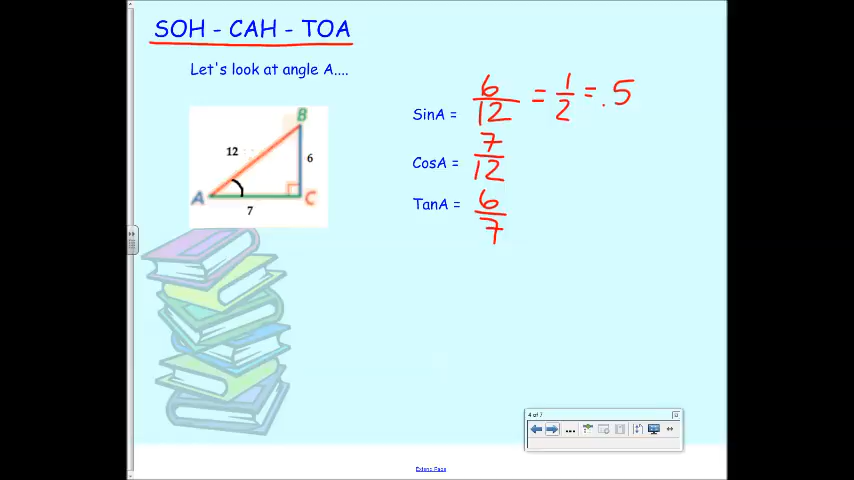 SOH - CAH - TOA
Let's look at angle A....
SinA = 6/12 = 1/2 = .5
CosA = 7/12
TanA = 6/7
B
12
6
A
C
7
4 of 7
Extend Page